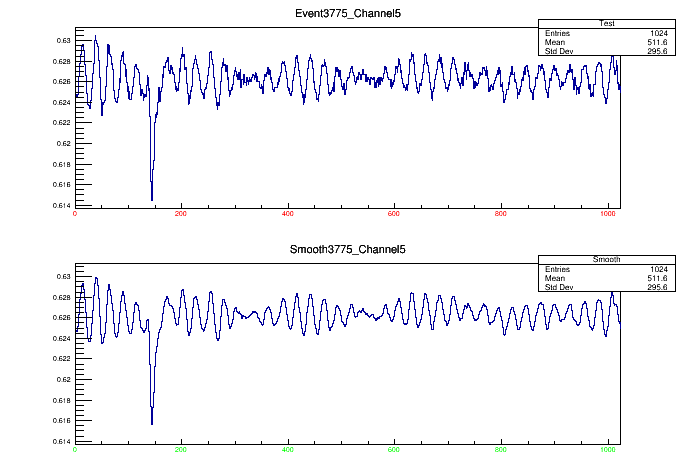 Event3775_Channel5
Test
Entries 1024
Mean 511.6
Std Dev 295.6
0.63
0.628
0.626
0.624
0.622
0.62
0.618
0.616
0.614
0 200 400 600 800 1000
Smooth3775_Channel5
Smooth
Entries 1024
Mean 511.6
Std Dev 295.6
0.63
0.628
0.626
0.624
0.622
0.62
0.618
0.616
0.614
0 200 400 600 800 1000